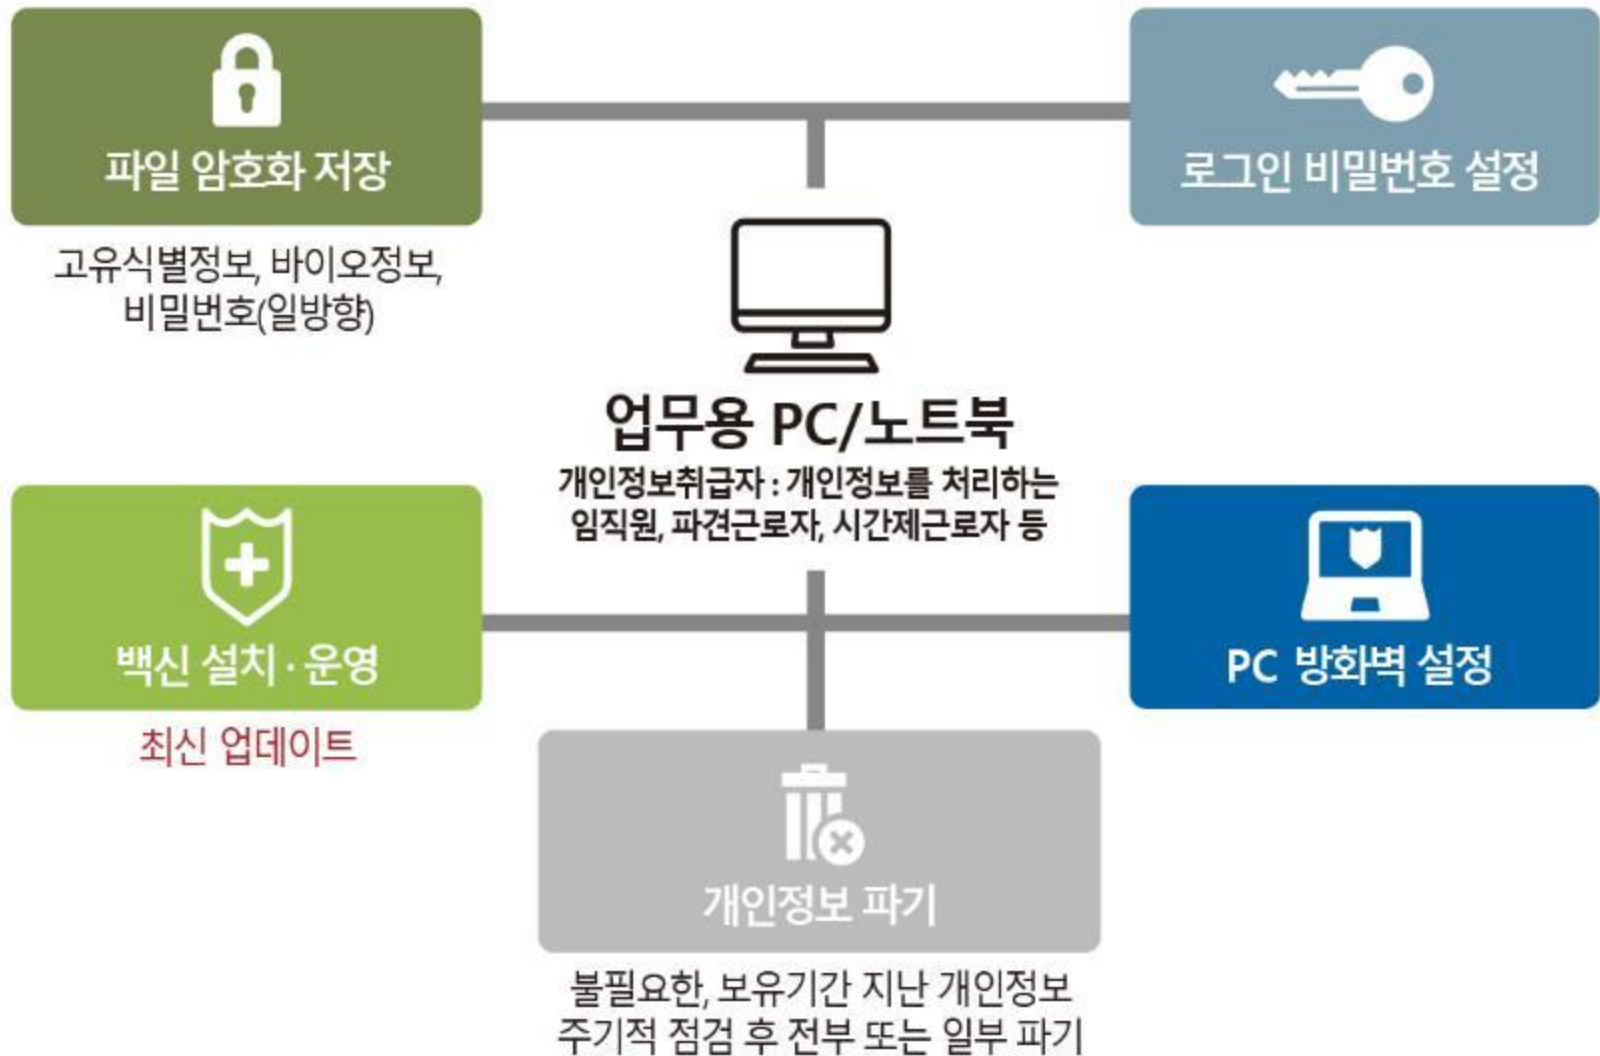 파일 암호화 저장
고유식별정보, 바이오정보,
비밀번호(일방향)
로그인 비밀번호 설정
업무용 PC/노트북
개인정보취급자 : 개인정보를 처리하는
임직원, 파견근로자, 시간제근로자 등
백신 설치 · 운영
최신 업데이트
PC 방화벽 설정
개인정보 파기
불필요한, 보유기간 지난 개인정보
주기적 점검 후 전부 또는 일부 파기